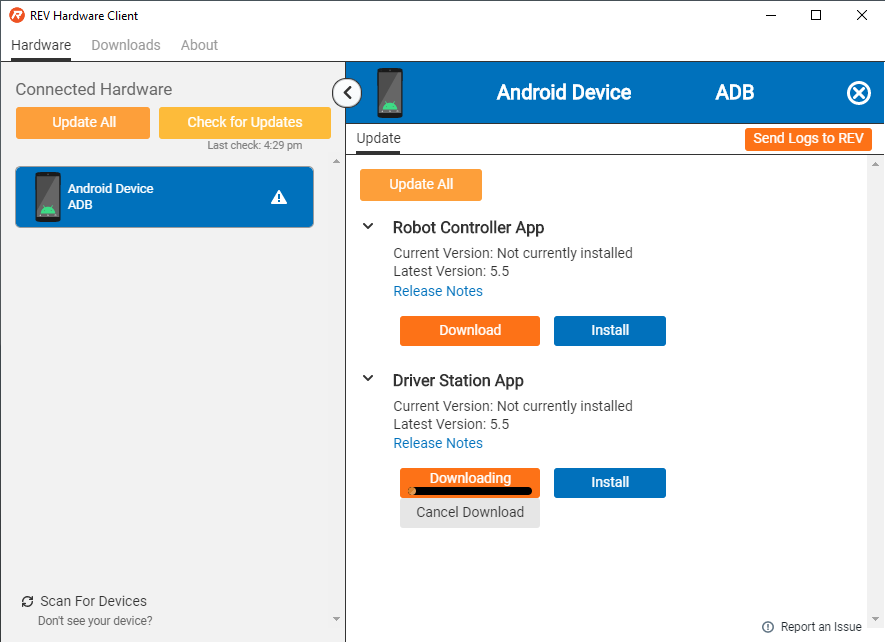 REV Hardware Client
Hardware Downloads About
Connected Hardware
Update All Check for Updates
Last check: 4:29 pm
Android Device
ADB
Scan For Devices
Don't see your device?
Android Device ADB
Update Send Logs to REV
Update All
Robot Controller App
Current Version: Not currently installed
Latest Version: 5.5
Release Notes
Download Install
Driver Station App
Current Version: Not currently installed
Latest Version: 5.5
Release Notes
Downloading Install
Cancel Download
Report an Issue